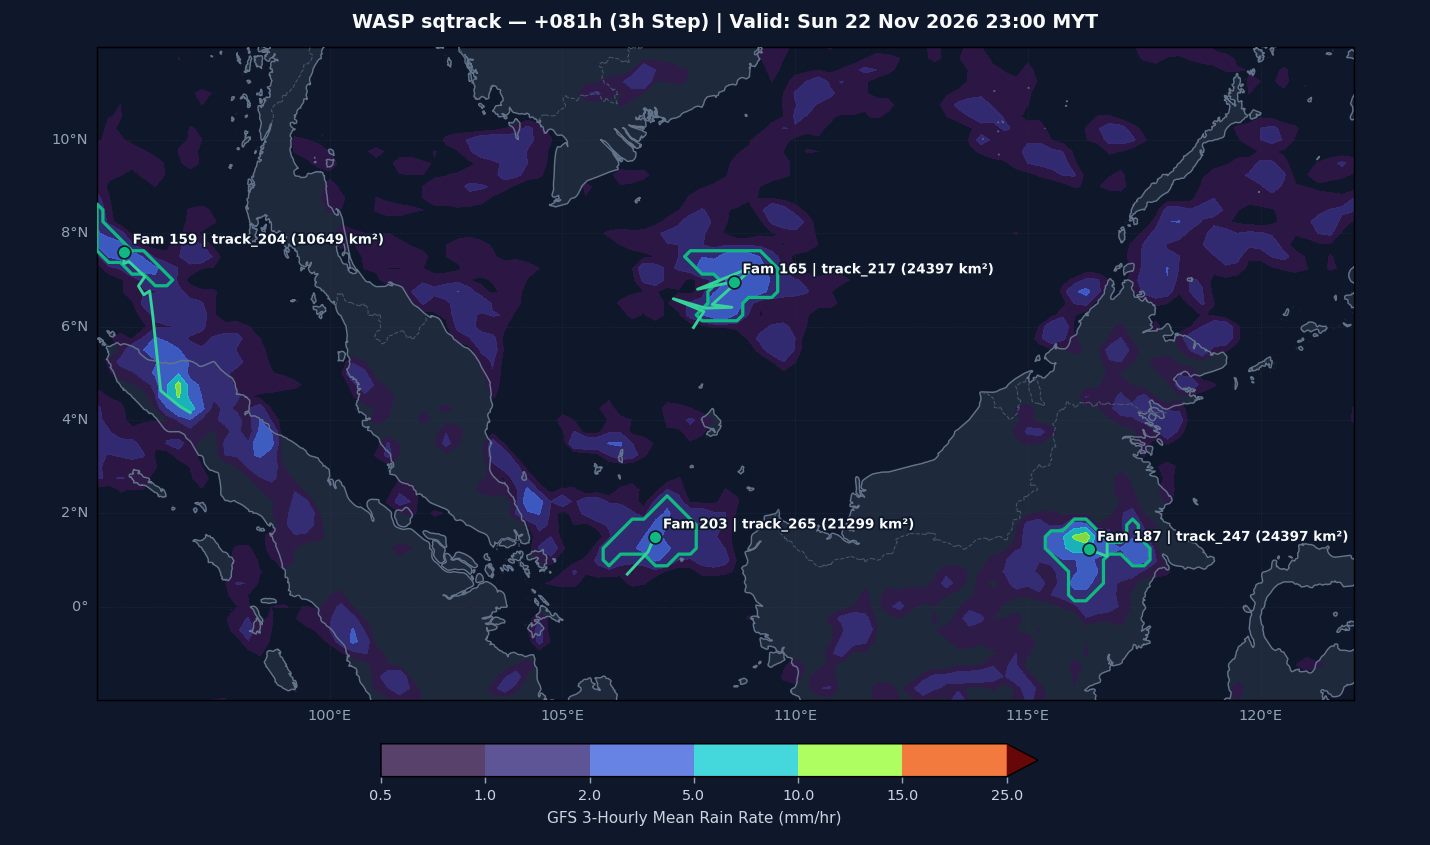 WASP sqtrack — +081h (3h Step) | Valid: Sun 22 Nov 2026 23:00 MYT
10°N
8°N
6°N
4°N
2°N
0°
Fam 159 | track_204 (10649 km²)
Fam 165 | track_217 (24397 km²)
Fam 203 | track_265 (21299 km²)
Fam 187 | track_247 (24397 km²)
100°E
105°E
110°E
115°E
120°E
0.5
1.0
2.0
5.0
10.0
15.0
25.0
GFS 3-Hourly Mean Rain Rate (mm/hr)